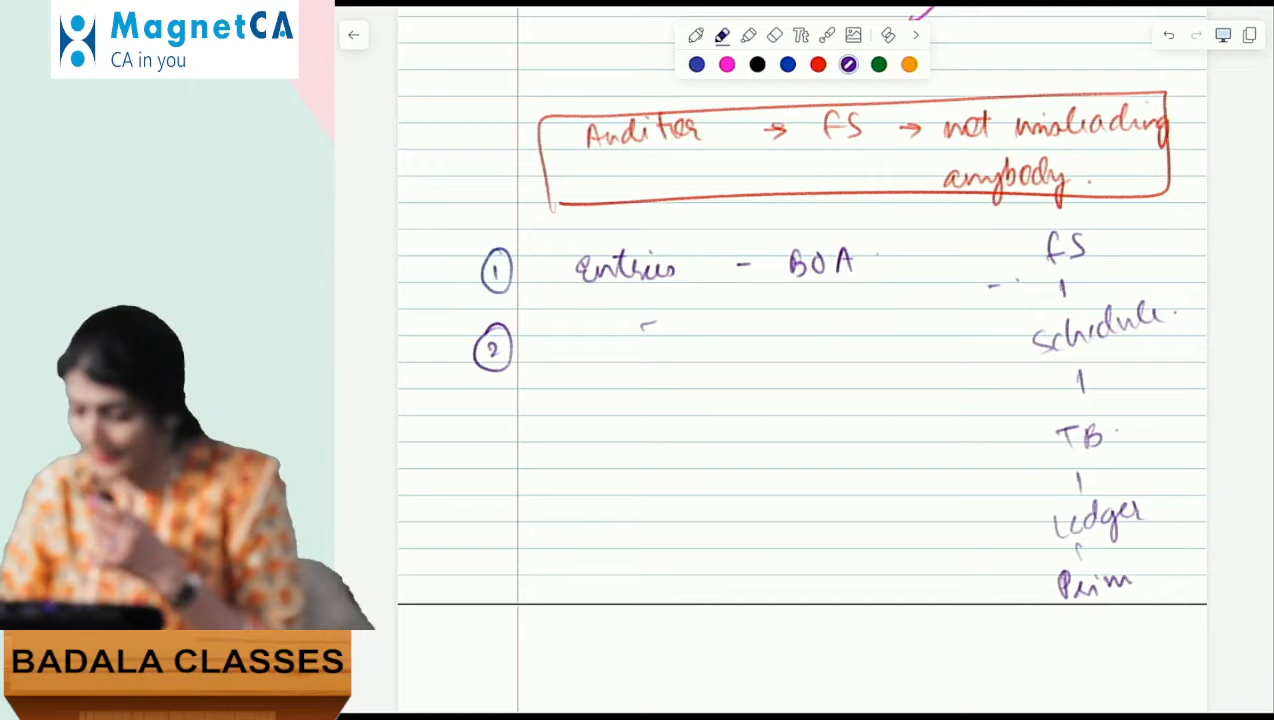 MagnetCA
CA in you
Auditor → FS → not misleading
anybody.
① Entries - BOA
FS
②
Schedule.
TB
Ledger
Prim
BADALA CLASSES